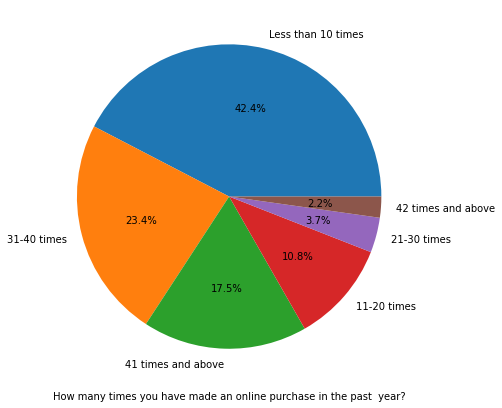 Less than 10 times
42.4%
2.2%
42 times and above
3.7%
23.4%
31-40 times
21-30 times
10.8%
17.5%
11-20 times
41 times and above
How many times you have made an online purchase in the past  year?